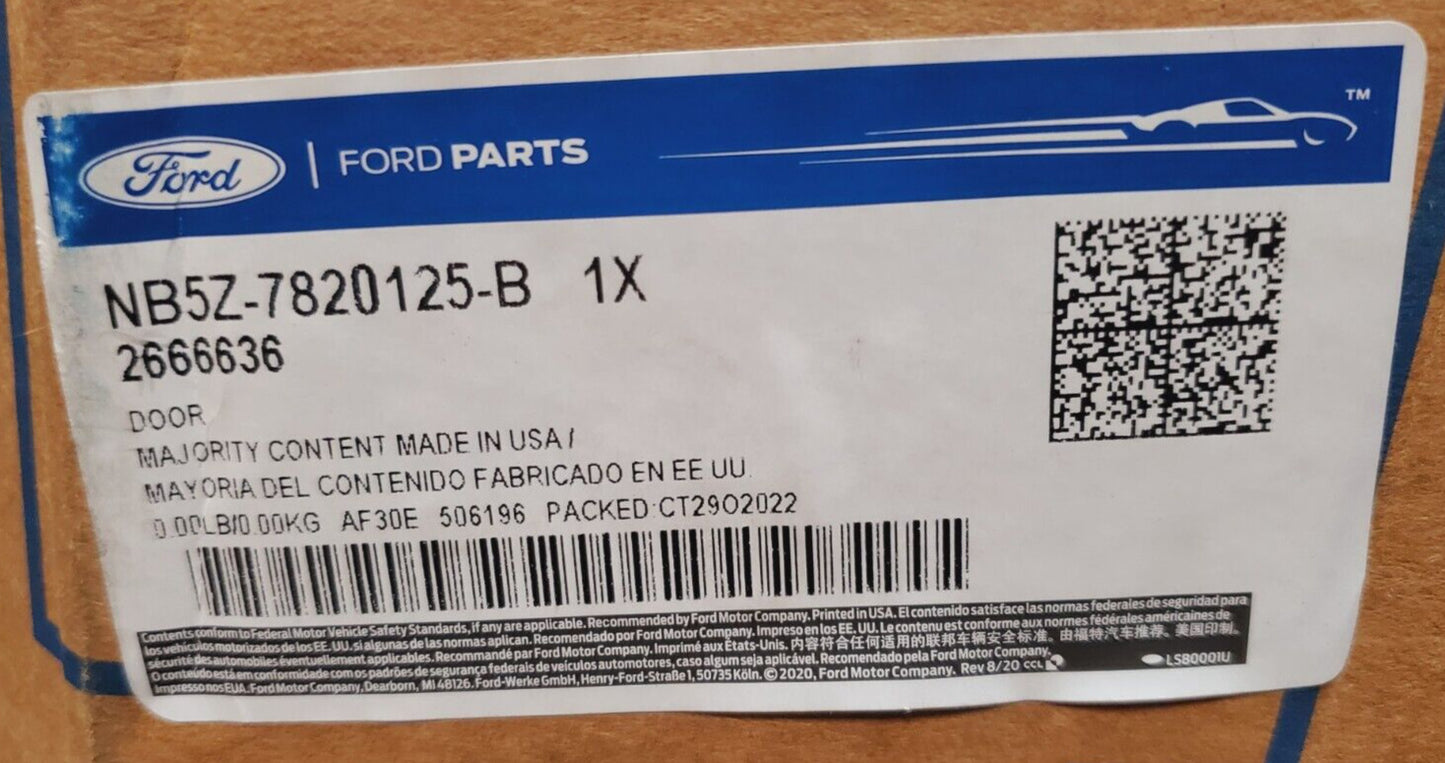 Ford | FORD PARTS TM
NB5Z-7820125-B 1X
2666636
DOOR
MAJORITY CONTENT MADE IN USA /
MAYORIA DEL CONTENIDO FABRICADO EN EE UU.
0.00LB/0.00KG AF30E 506196 PACKED:CT29O2022
Contents conform to Federal Motor Vehicle Safety Standards, if any are applicable. Recommended by Ford Motor Company. Printed in USA. El contenido satisface las normas federales de seguridad para
los vehículos motorizados de los EE. UU. si algunas de las normas aplican. Recomendado por Ford Motor Company. Impreso en los EE. UU. Le contenu est conforme aux normes fédérales américaines de
sécurité des automobiles éventuellement applicables. Recommandé par Ford Motor Company. Imprimé aux États-Unis. 内容符合任何适用的联邦车辆安全标准。由福特汽车推荐。美国印制。
O conteúdo está em conformidade com os padrões de segurança federais de veículos automotores, caso algum seja aplicável. Recomendado pela Ford Motor Company.
Impresso nos EUA. Ford Motor Company, Dearborn, MI 48126. Ford-Werke GmbH, Henry-Ford-Straße 1, 50735 Köln. © 2020, Ford Motor Company. Rev 8/20 CCL LSB0001U